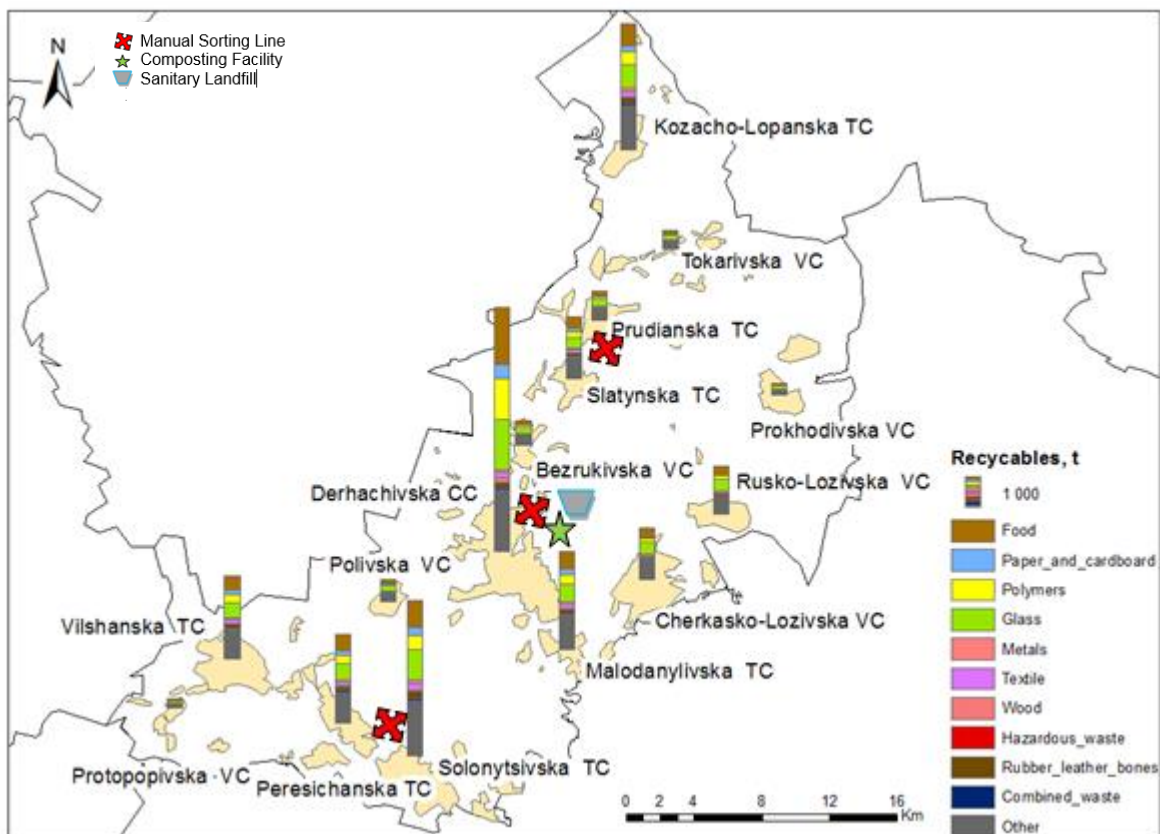 N
Manual Sorting Line
Composting Facility
Sanitary Landfill
Kozacho-Lopanska TC
Tokarivska VC
Prudianska TC
Slatynska TC
Prokhodivska VC
Bezrukivska VC
Rusko-Lozivska VC
Derhachivska CC
Polivska VC
Vilshanska TC
Cherkasko-Lozivska VC
Malodanylivska TC
Solonytsivska TC
Protopopivska VC
Peresichanska TC
Recycables, t
1 000
Food
Paper_and_cardboard
Polymers
Glass
Metals
Textile
Wood
Hazardous_waste
Rubber_leather_bones
Combined_waste
Other
0 2 4 8 12 16
Km